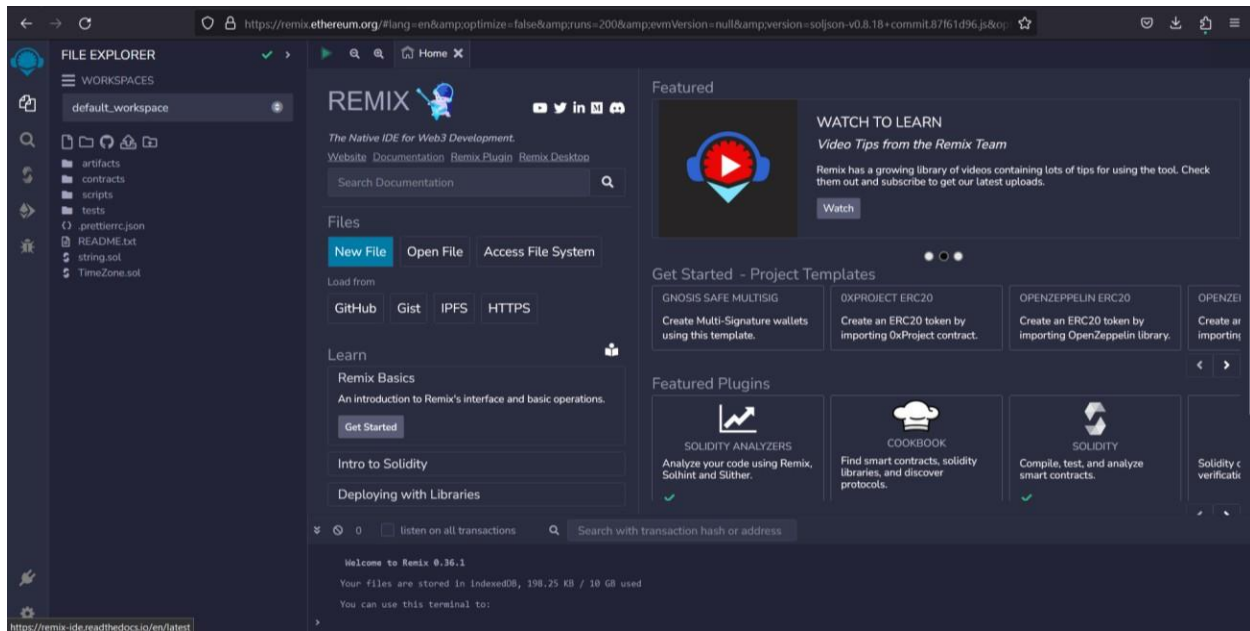 https://remix.ethereum.org/#lang=en&amp;optimize=false&amp;runs=200&amp;evmVersion=null&amp;version=soljson-v0.8.18+commit.87f61d96.js&op
FILE EXPLORER
WORKSPACES
default_workspace
artifacts
contracts
scripts
tests
.prettierrc.json
README.txt
string.sol
TimeZone.sol
Home
REMIX
The Native IDE for Web3 Development.
Website Documentation Remix Plugin Remix Desktop
Search Documentation
Files
New File Open File Access File System
Load from
GitHub Gist IPFS HTTPS
Learn
Remix Basics
An introduction to Remix's interface and basic operations.
Get Started
Intro to Solidity
Deploying with Libraries
Featured
WATCH TO LEARN
Video Tips from the Remix Team
Remix has a growing library of videos containing lots of tips for using the tool. Check
them out and subscribe to get our latest uploads.
Watch
Get Started - Project Templates
GNOSIS SAFE MULTISIG
Create Multi-Signature wallets
using this template.
0XPROJECT ERC20
Create an ERC20 token by
importing 0xProject contract.
OPENZEPPELIN ERC20
Create an ERC20 token by
importing OpenZeppelin library.
OPENZEI
Create an
importing
Featured Plugins
SOLIDITY ANALYZERS
Analyze your code using Remix,
Solhint and Slither.
COOKBOOK
Find smart contracts, solidity
libraries, and discover
protocols.
SOLIDITY
Compile, test, and analyze
smart contracts.
Solidity c
verificatio
0 listen on all transactions Search with transaction hash or address
Welcome to Remix 0.36.1
Your files are stored in indexedDB, 198.25 KB / 10 GB used
You can use this terminal to:
>
https://remix-ide.readthedocs.io/en/latest